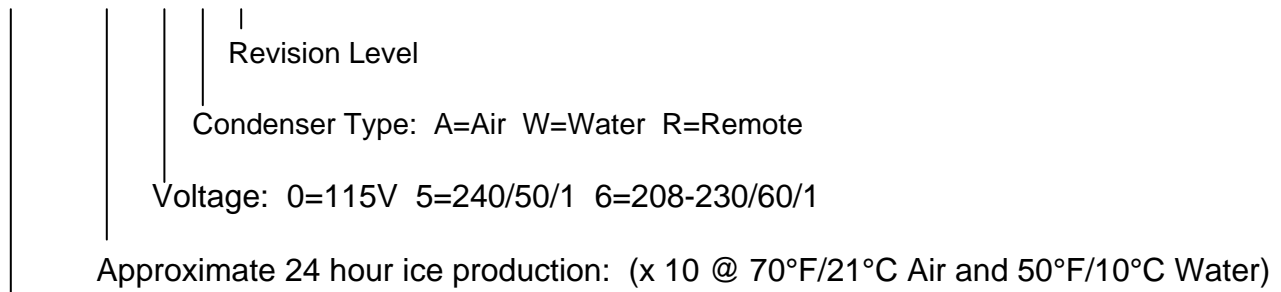 Revision Level
Condenser Type: A=Air W=Water R=Remote
Voltage: 0=115V 5=240/50/1 6=208-230/60/1
Approximate 24 hour ice production: (x 10 @ 70°F/21°C Air and 50°F/10°C Water)